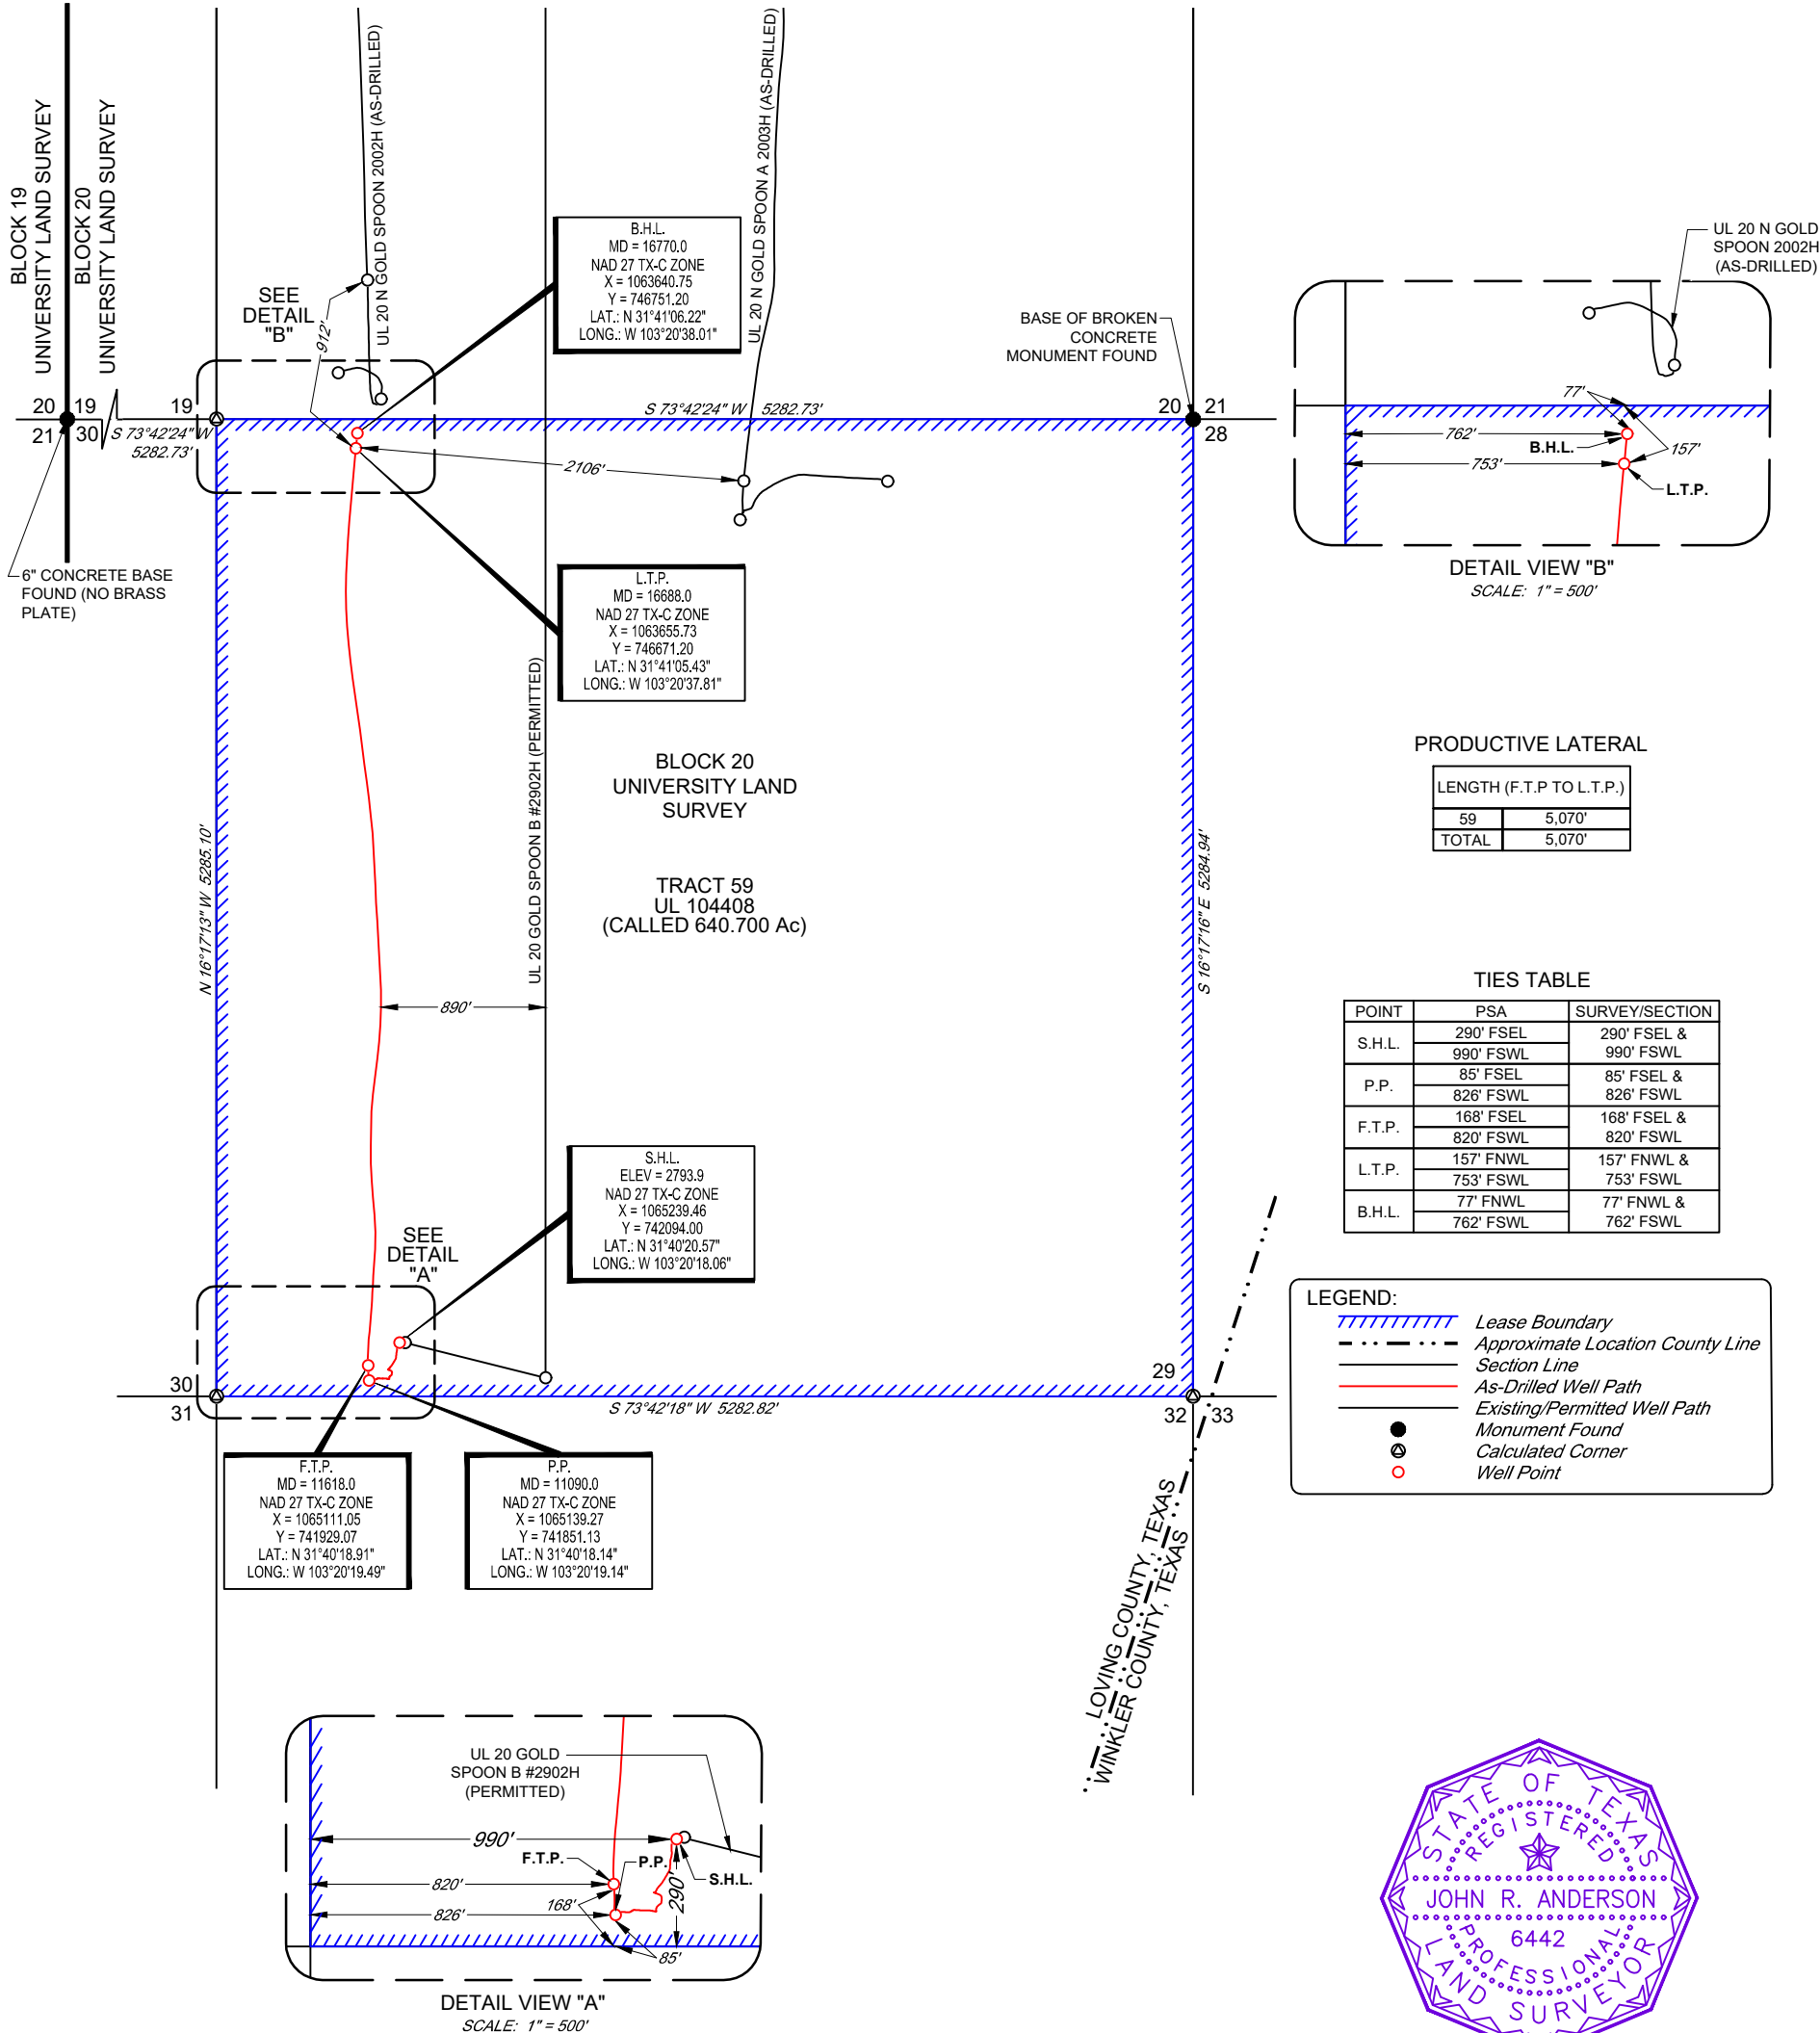 BLOCK 19
UNIVERSITY LAND SURVEY
BLOCK 20
UNIVERSITY LAND SURVEY
UL 20 N GOLD SPOON 2002H (AS-DRILLED)
UL 20 N GOLD SPOON A 2003H (AS-DRILLED)
SEE
DETAIL
"B"
912'
B.H.L.
MD = 16770.0
NAD 27 TX-C ZONE
X = 1063640.75
Y = 746751.20
LAT.: N 31°41'06.22"
LONG.: W 103°20'38.01"
BASE OF BROKEN
CONCRETE
MONUMENT FOUND
20 19
21 30
19
S 73°42'24" W
5282.73'
S 73°42'24" W 5282.73'
20 21
28
2106'
6" CONCRETE BASE
FOUND (NO BRASS
PLATE)
L.T.P.
MD = 16688.0
NAD 27 TX-C ZONE
X = 1063655.73
Y = 746671.20
LAT.: N 31°41'05.43"
LONG.: W 103°20'37.81"
UL 20 N GOLD
SPOON 2002H
(AS-DRILLED)
77'
762'
B.H.L.
157'
753'
L.T.P.
DETAIL VIEW "B"
SCALE: 1" = 500'
UL 20 GOLD SPOON B #2902H (PERMITTED)
BLOCK 20
UNIVERSITY LAND
SURVEY
TRACT 59
UL 104408
(CALLED 640.700 Ac)
N 16°17'13" W 5285.10'
S 16°17'16" E 5284.94'
890'
PRODUCTIVE LATERAL
LENGTH (F.T.P TO L.T.P.)
59 5,070'
TOTAL 5,070'
TIES TABLE
POINT PSA SURVEY/SECTION
S.H.L. 290' FSEL 290' FSEL &
990' FSWL 990' FSWL
P.P. 85' FSEL 85' FSEL &
826' FSWL 826' FSWL
F.T.P. 168' FSEL 168' FSEL &
820' FSWL 820' FSWL
L.T.P. 157' FNWL 157' FNWL &
753' FSWL 753' FSWL
B.H.L. 77' FNWL 77' FNWL &
762' FSWL 762' FSWL
S.H.L.
ELEV = 2793.9
NAD 27 TX-C ZONE
X = 1065239.46
Y = 742094.00
LAT.: N 31°40'20.57"
LONG.: W 103°20'18.06"
SEE
DETAIL
"A"
30
31
S 73°42'18" W 5282.82'
29
32 33
F.T.P.
MD = 11618.0
NAD 27 TX-C ZONE
X = 1065111.05
Y = 741929.07
LAT.: N 31°40'18.91"
LONG.: W 103°20'19.49"
P.P.
MD = 11090.0
NAD 27 TX-C ZONE
X = 1065139.27
Y = 741851.13
LAT.: N 31°40'18.14"
LONG.: W 103°20'19.14"
LEGEND:
Lease Boundary
Approximate Location County Line
Section Line
As-Drilled Well Path
Existing/Permitted Well Path
Monument Found
Calculated Corner
Well Point
LOVING COUNTY, TEXAS
WINKLER COUNTY, TEXAS
UL 20 GOLD
SPOON B #2902H
(PERMITTED)
990'
F.T.P.
P.P.
S.H.L.
820'
168'
290'
826'
85'
DETAIL VIEW "A"
SCALE: 1" = 500'
STATE OF TEXAS
REGISTERED
JOHN R. ANDERSON
6442
PROFESSIONAL
LAND SURVEYOR